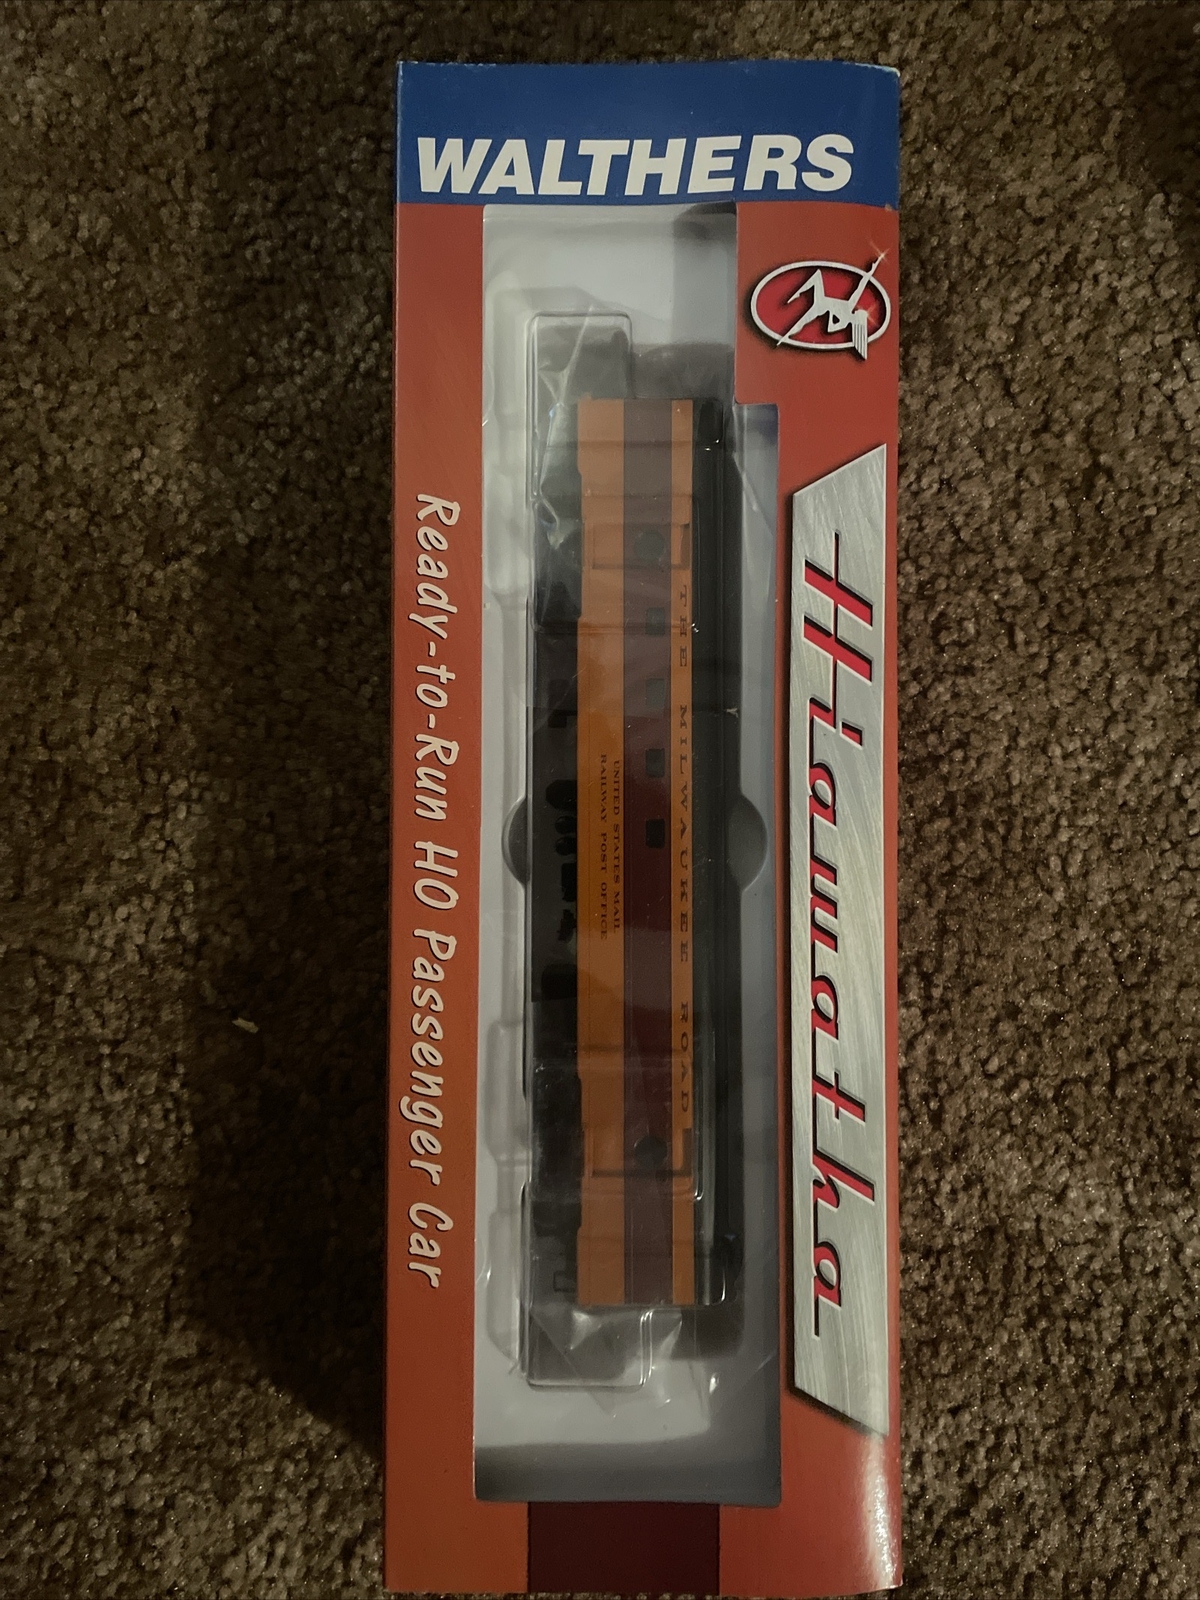 WALTHERS
Hiawatha
THE MILWAUKEE ROAD
UNITED STATES MAIL
RAILWAY POST OFFICE
Ready-to-Run HO Passenger Car